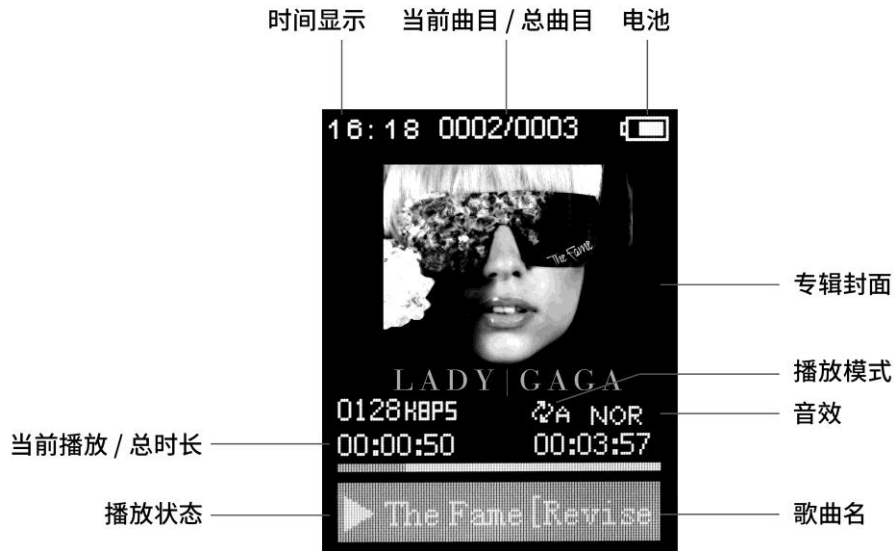 时间显示 当前曲目 / 总曲目 电池
16:18 0002/0003
The Fame
专辑封面
LADY | GAGA
播放模式
0128KBPS A NOR
音效
当前播放 / 总时长
00:00:50 00:03:57
播放状态
The Fame[Revise
歌曲名